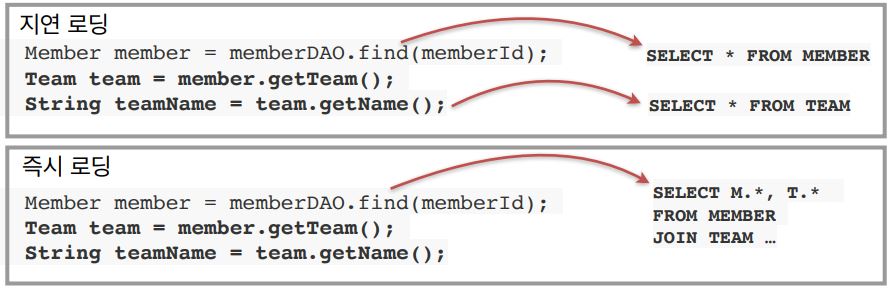 지연 로딩
Member member = memberDAO.find(memberId);
SELECT * FROM MEMBER
Team team = member.getTeam();
String teamName = team.getName();
SELECT * FROM TEAM
즉시 로딩
Member member = memberDAO.find(memberId);
Team team = member.getTeam();
String teamName = team.getName();
SELECT M.*, T.*
FROM MEMBER
JOIN TEAM …